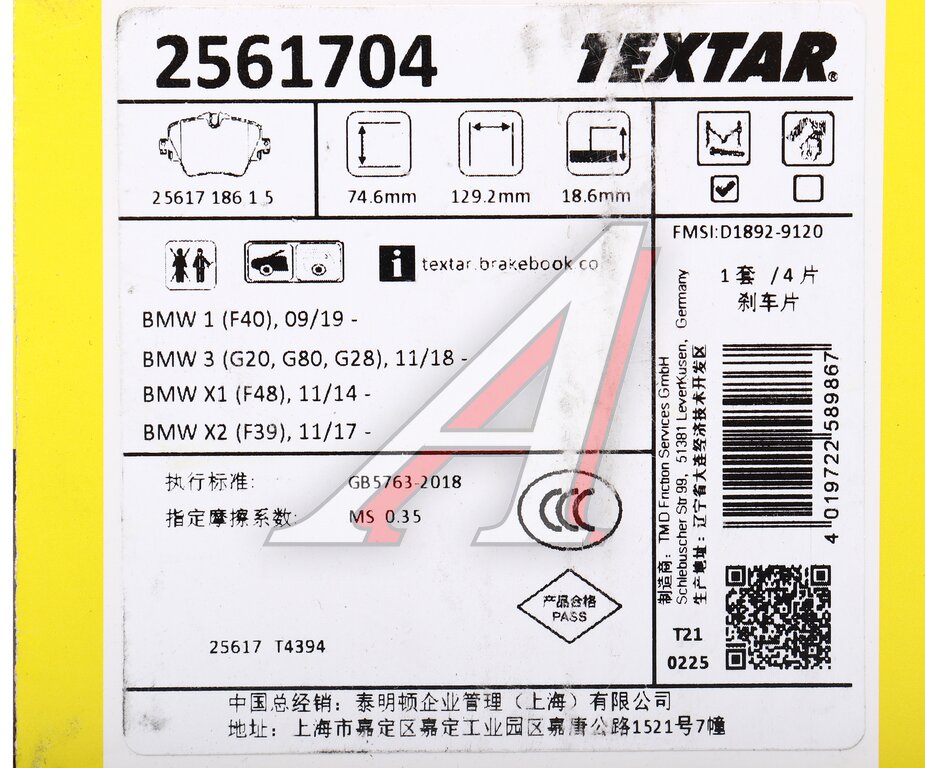 2561704
TEXTAR®
25617 186 1 5
74.6mm
129.2mm
18.6mm
FMSI:D1892-9120
i textar.brakebook.co
1套 /4片
刹车片
BMW 1 (F40), 09/19 -
BMW 3 (G20, G80, G28), 11/18 -
BMW X1 (F48), 11/14 -
BMW X2 (F39), 11/17 -
执行标准: GB5763-2018
指定摩擦系数: MS 0.35
CCC
产品合格
PASS
25617 T4394
制造商: TMD Friction Services GmbH
Schlebuscher Str 99, 51381 LeverKusen, Germany
生产地址: 辽宁省大连经济技术开发区
4 019722 589867
T21
0225
中国总经销: 泰明顿企业管理（上海）有限公司
地址: 上海市嘉定区嘉定工业园区嘉唐公路1521号7幢